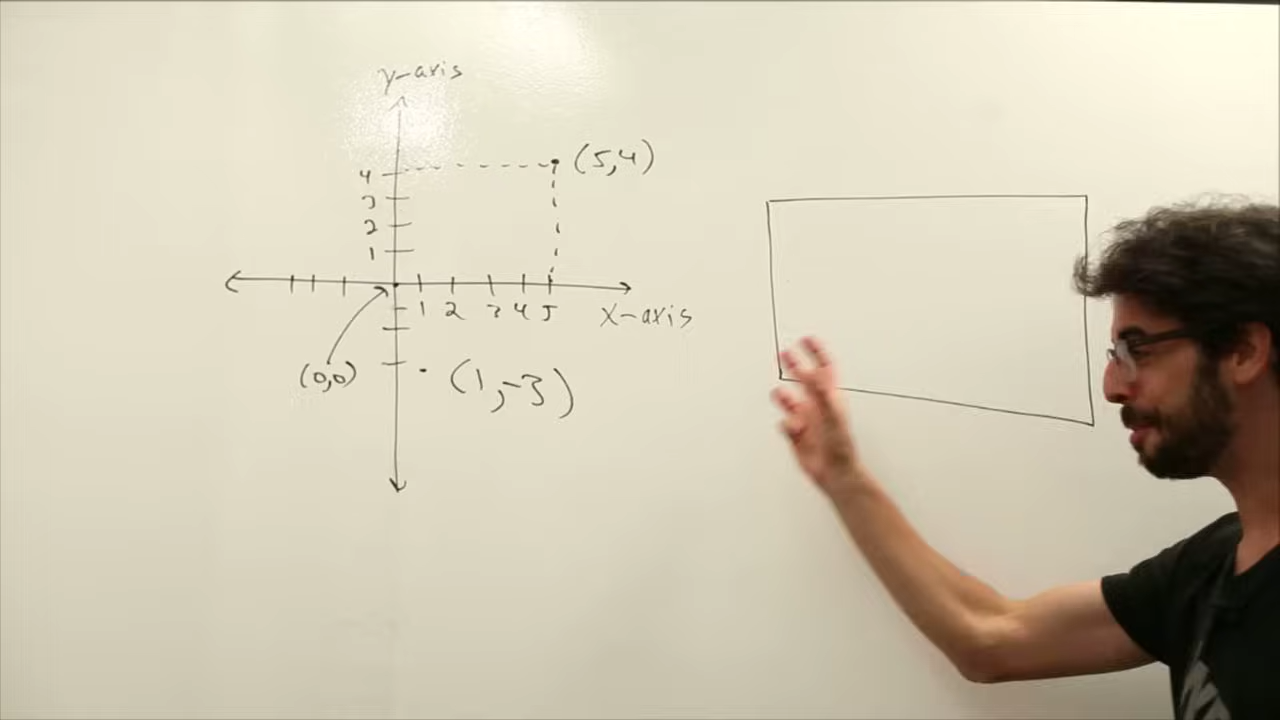 y-axis
(5,4)
4
3
2
1
1 2 3 4 5
x-axis
(0,0)
(1,-3)